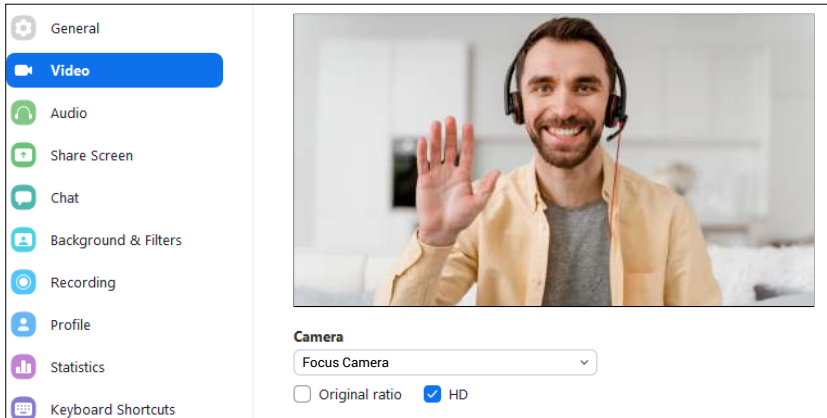 General
Video
Audio
Share Screen
Chat
Background & Filters
Recording
Profile
Statistics
Keyboard Shortcuts
Camera
Focus Camera
Original ratio HD